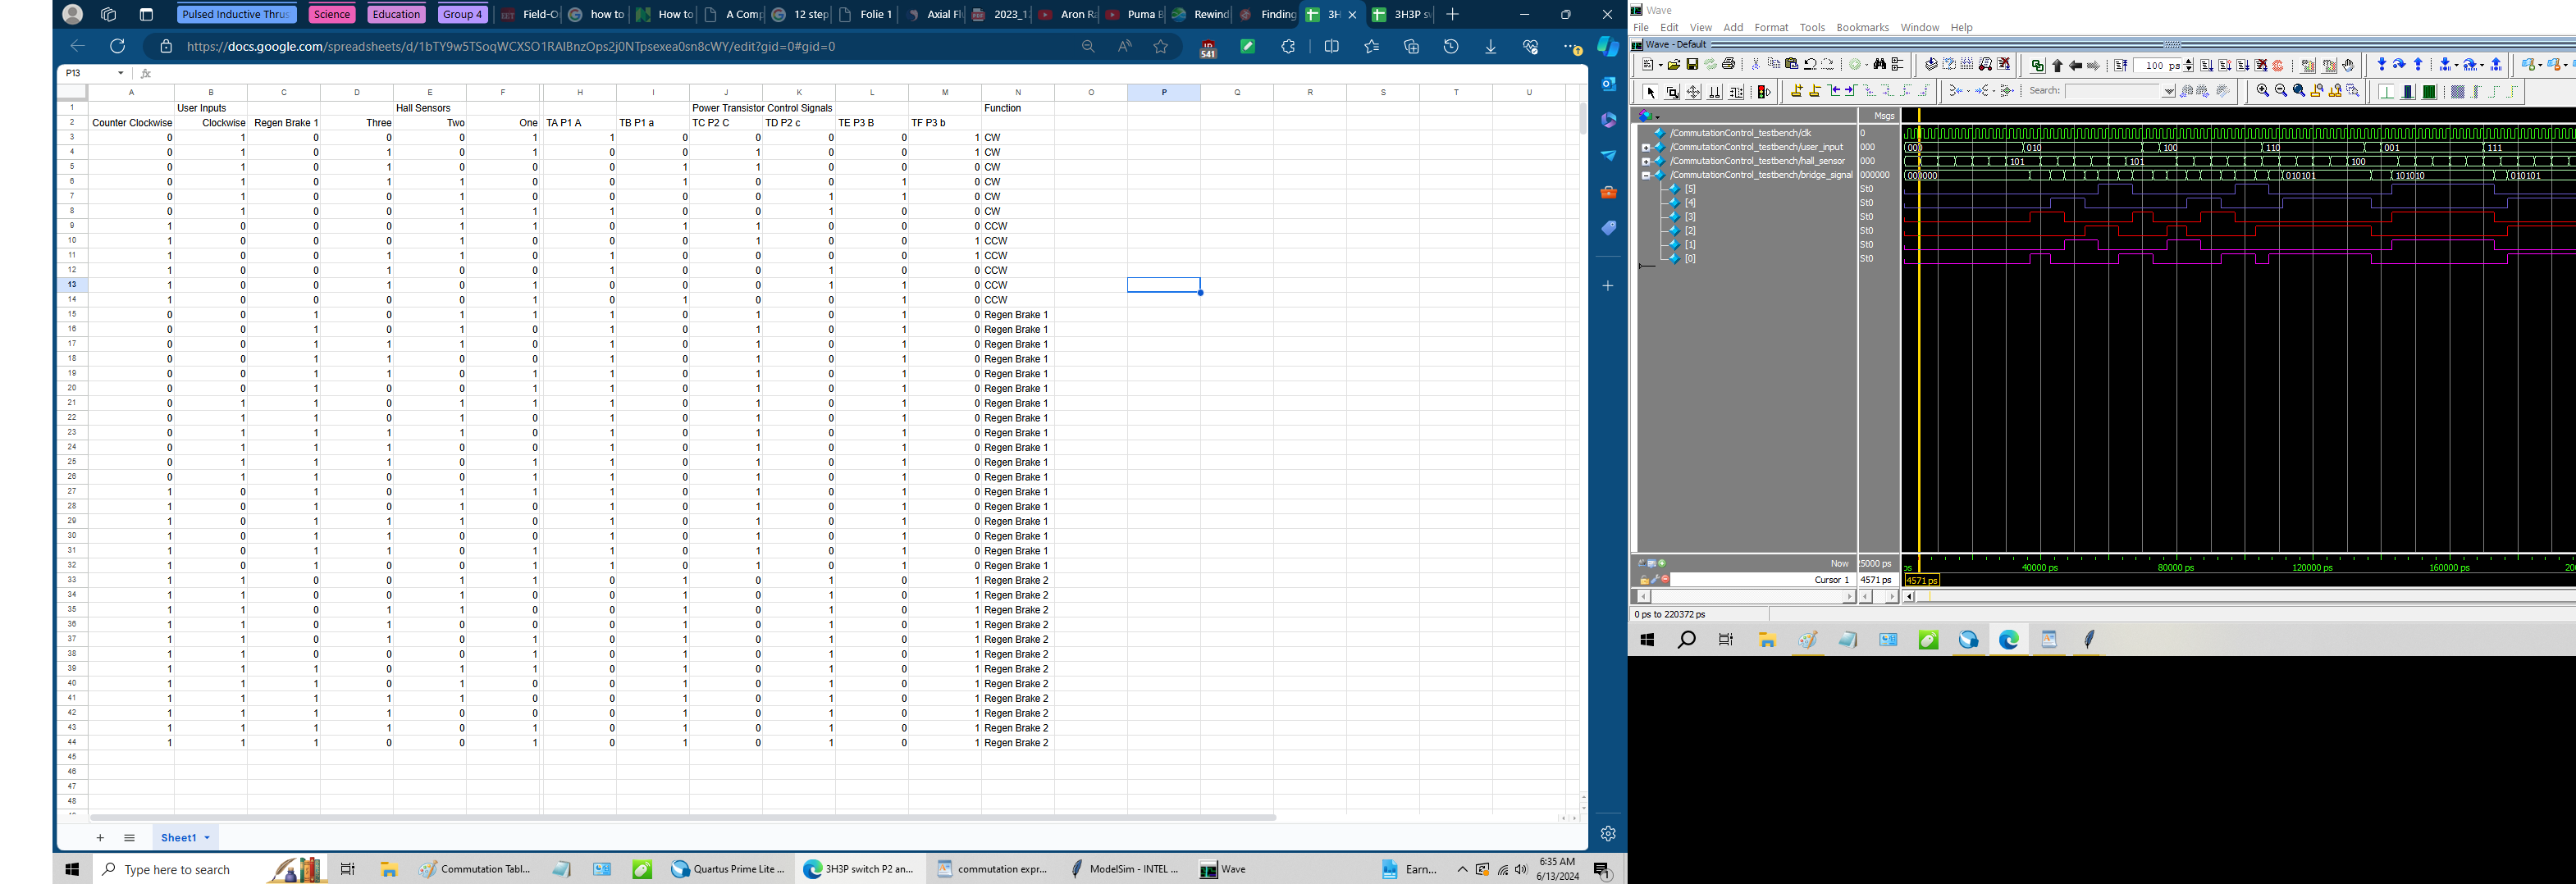 Pulsed Inductive Thrus Science Education Group 4 Field-O how to How to A Comp 12 step Folie 1 Axial Fl 2023_1 Aron Ra Puma B Rewind Finding 3H 3H3P sv
https://docs.google.com/spreadsheets/d/1bTY9w5TSoqWCXSO1RAlBnzOps2j0NTpsexea0sn8cWY/edit?gid=0#gid=0
541
P13 fx
A B C D E F H I J K L M N O P Q R S T U
1 User Inputs Hall Sensors Power Transistor Control Signals Function
2 Counter Clockwise Clockwise Regen Brake 1 Three Two One TA P1 A TB P1 a TC P2 C TD P2 c TE P3 B TF P3 b
3 0 1 0 0 0 1 1 0 0 0 0 1 CW
4 0 1 0 1 0 1 0 0 1 0 0 1 CW
5 0 1 0 1 0 0 0 1 1 0 0 0 CW
6 0 1 0 1 1 0 0 1 0 0 1 0 CW
7 0 1 0 0 1 0 0 0 0 1 1 0 CW
8 0 1 0 0 1 1 1 0 0 1 0 0 CW
9 1 0 0 0 1 1 0 1 1 0 0 0 CCW
10 1 0 0 0 1 0 0 0 1 0 0 1 CCW
11 1 0 0 1 1 0 1 0 0 0 0 1 CCW
12 1 0 0 1 0 0 1 0 0 1 0 0 CCW
13 1 0 0 1 0 1 0 0 0 1 1 0 CCW
14 1 0 0 0 0 1 0 1 0 0 1 0 CCW
15 0 0 1 0 1 1 1 0 1 0 1 0 Regen Brake 1
16 0 0 1 0 1 0 1 0 1 0 1 0 Regen Brake 1
17 0 0 1 1 1 0 1 0 1 0 1 0 Regen Brake 1
18 0 0 1 1 0 0 1 0 1 0 1 0 Regen Brake 1
19 0 0 1 1 0 1 1 0 1 0 1 0 Regen Brake 1
20 0 0 1 0 0 1 1 0 1 0 1 0 Regen Brake 1
21 0 1 1 0 1 1 1 0 1 0 1 0 Regen Brake 1
22 0 1 1 0 1 0 1 0 1 0 1 0 Regen Brake 1
23 0 1 1 1 1 0 1 0 1 0 1 0 Regen Brake 1
24 0 1 1 1 0 0 1 0 1 0 1 0 Regen Brake 1
25 0 1 1 1 0 1 1 0 1 0 1 0 Regen Brake 1
26 0 1 1 0 0 1 1 0 1 0 1 0 Regen Brake 1
27 1 0 1 0 1 1 1 0 1 0 1 0 Regen Brake 1
28 1 0 1 0 1 0 1 0 1 0 1 0 Regen Brake 1
29 1 0 1 1 1 0 1 0 1 0 1 0 Regen Brake 1
30 1 0 1 1 0 0 1 0 1 0 1 0 Regen Brake 1
31 1 0 1 1 0 1 1 0 1 0 1 0 Regen Brake 1
32 1 0 1 0 0 1 1 0 1 0 1 0 Regen Brake 1
33 1 1 0 0 1 1 0 1 0 1 0 1 Regen Brake 2
34 1 1 0 0 1 0 0 1 0 1 0 1 Regen Brake 2
35 1 1 0 1 1 0 0 1 0 1 0 1 Regen Brake 2
36 1 1 0 1 0 0 0 1 0 1 0 1 Regen Brake 2
37 1 1 0 1 0 1 0 1 0 1 0 1 Regen Brake 2
38 1 1 0 0 0 1 0 1 0 1 0 1 Regen Brake 2
39 1 1 1 0 1 1 0 1 0 1 0 1 Regen Brake 2
40 1 1 1 0 1 0 0 1 0 1 0 1 Regen Brake 2
41 1 1 1 1 1 0 0 1 0 1 0 1 Regen Brake 2
42 1 1 1 1 0 0 0 1 0 1 0 1 Regen Brake 2
43 1 1 1 1 0 1 0 1 0 1 0 1 Regen Brake 2
44 1 1 1 0 0 1 0 1 0 1 0 1 Regen Brake 2
45
46
47
48
Sheet1
Type here to search Commutation Tabl... Quartus Prime Lite ... 3H3P switch P2 an... commutation expr... ModelSim - INTEL ... Wave Earn... 6:35 AM
6/13/2024
1
Wave
File Edit View Add Format Tools Bookmarks Window Help
Wave - Default
100 ps
Search:
Msgs
/CommutationControl_testbench/clk 0
/CommutationControl_testbench/user_input 000 000 010 100 110 001 111
/CommutationControl_testbench/hall_sensor 000 101 101 100
/CommutationControl_testbench/bridge_signal 000000 000000 010101 101010 010101
[5] St0
[4] St0
[3] St0
[2] St0
[1] St0
[0] St0
Now 5000 ps ps 40000 ps 80000 ps 120000 ps 160000 ps 20
Cursor 1 4571 ps 4571 ps
0 ps to 220372 ps